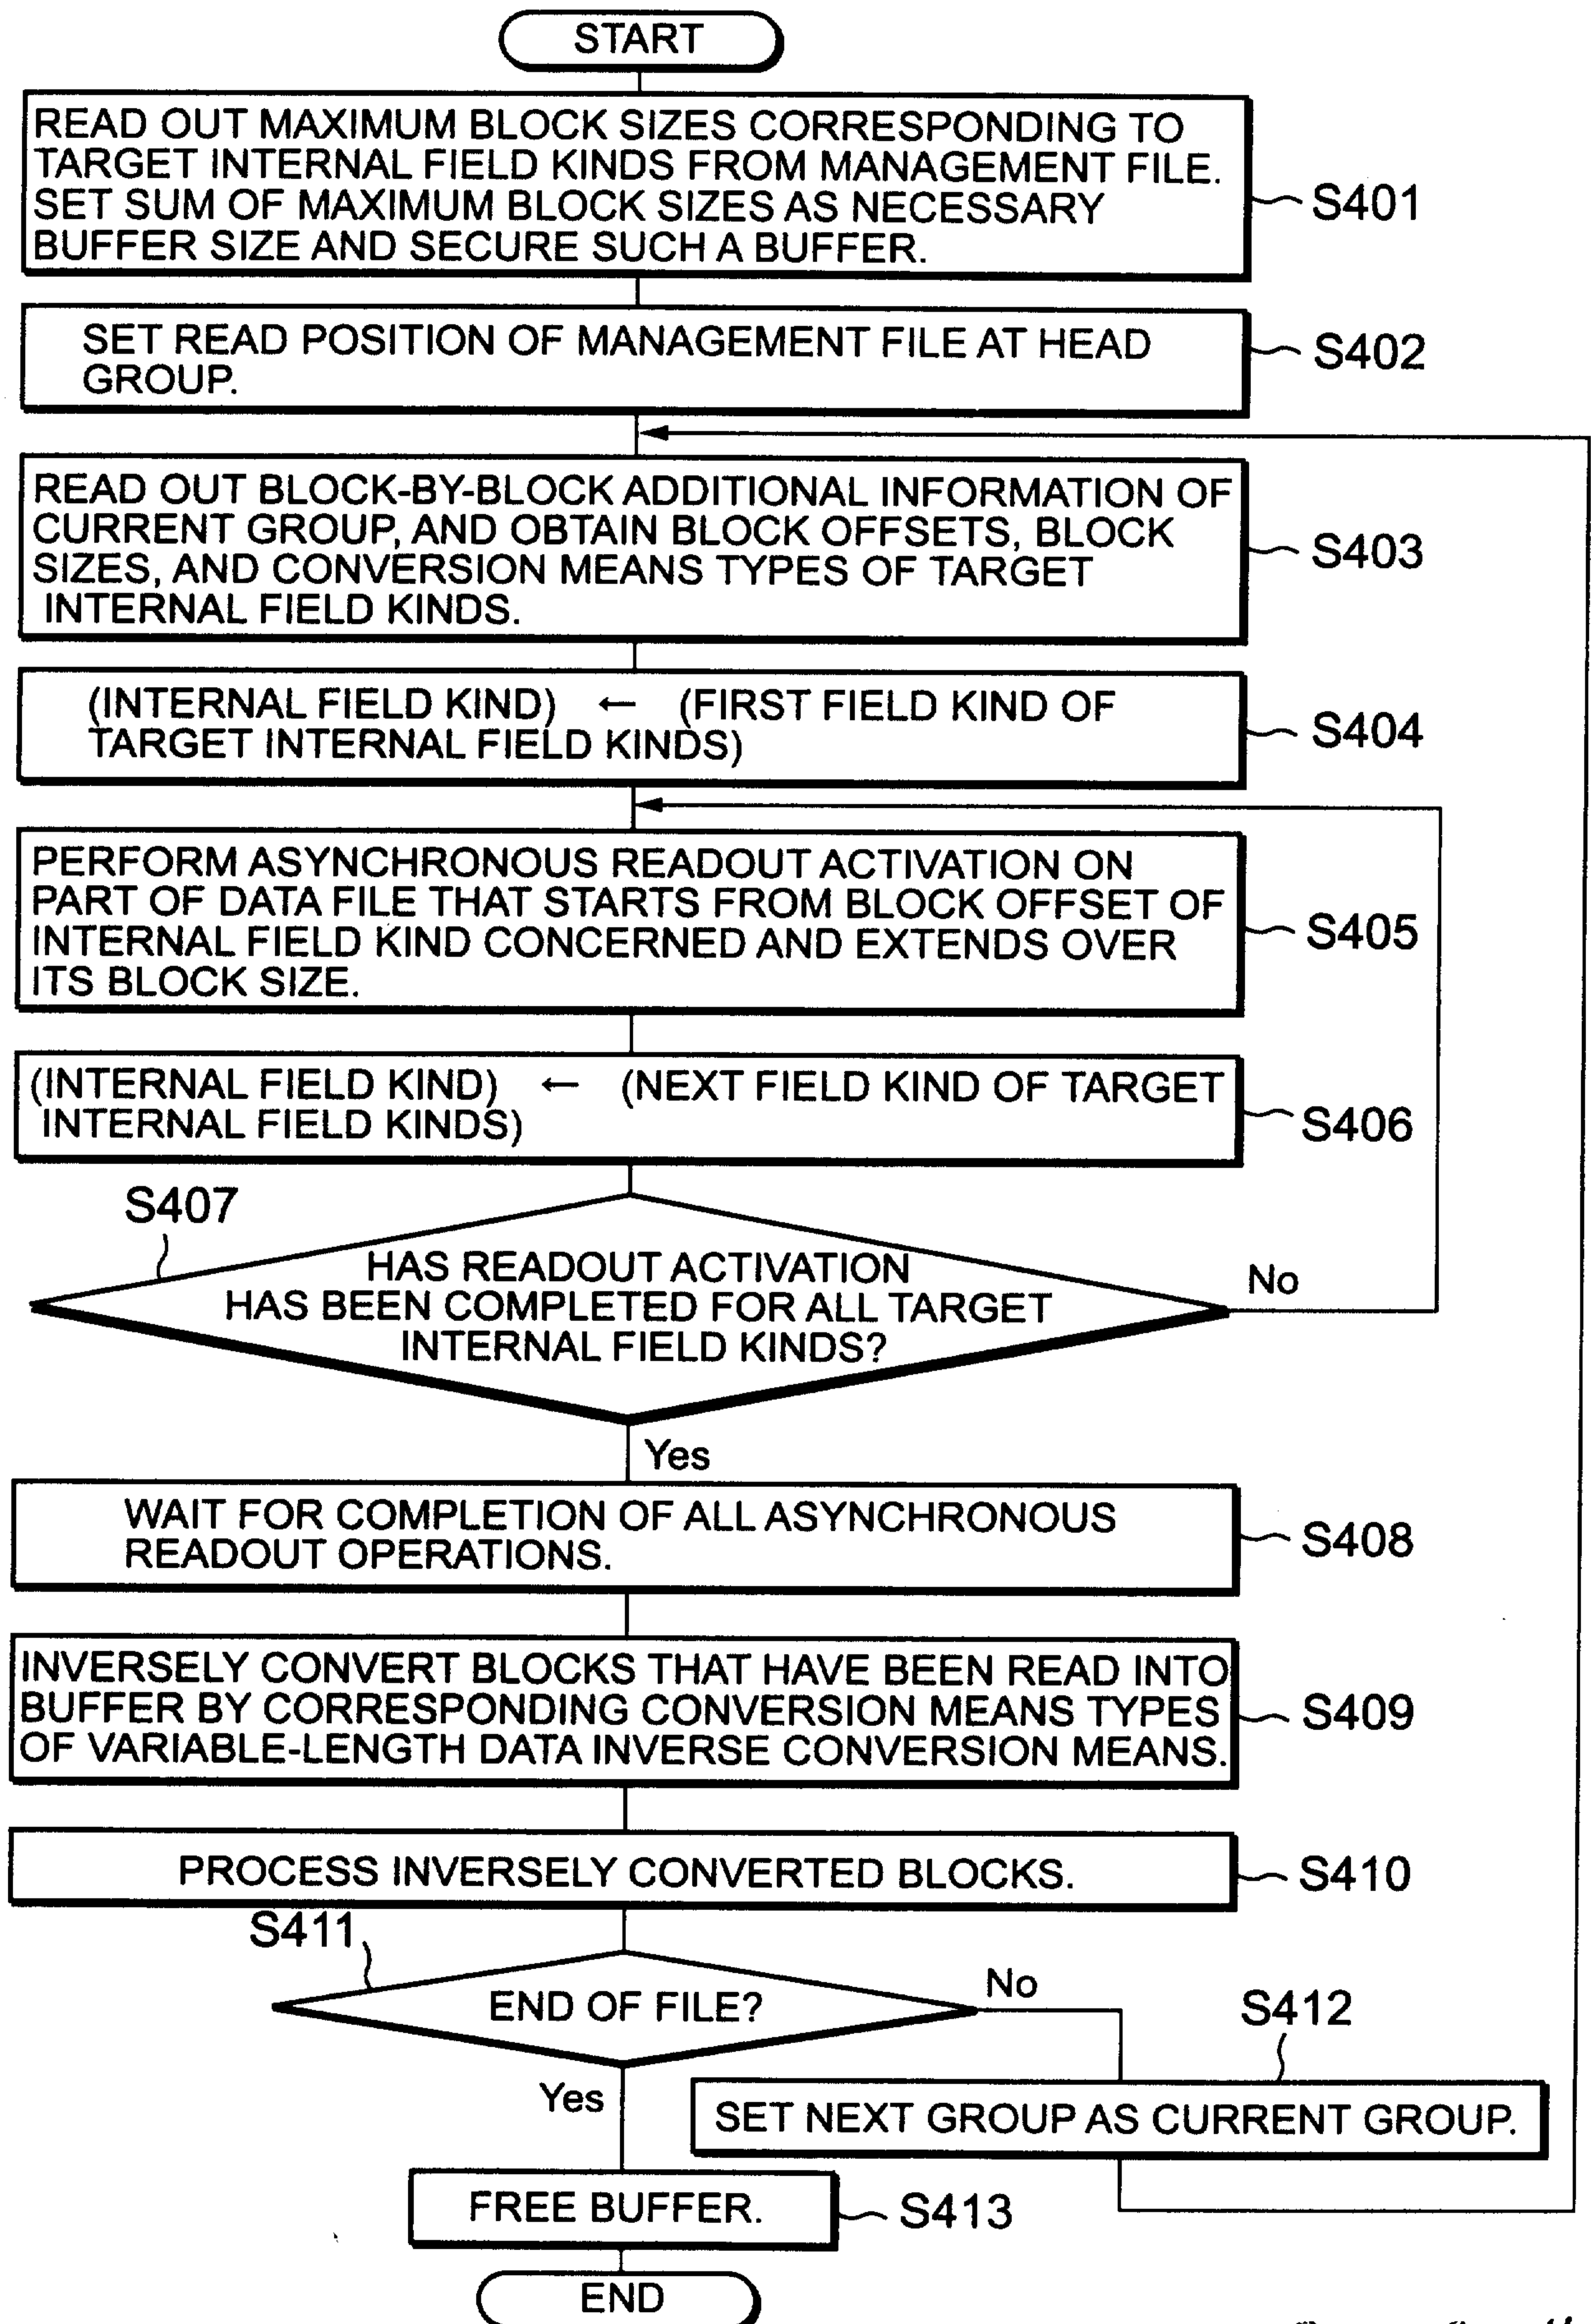 START
READ OUT MAXIMUM BLOCK SIZES CORRESPONDING TO
TARGET INTERNAL FIELD KINDS FROM MANAGEMENT FILE.
SET SUM OF MAXIMUM BLOCK SIZES AS NECESSARY
BUFFER SIZE AND SECURE SUCH A BUFFER.
S401
SET READ POSITION OF MANAGEMENT FILE AT HEAD
GROUP.
S402
READ OUT BLOCK-BY-BLOCK ADDITIONAL INFORMATION OF
CURRENT GROUP, AND OBTAIN BLOCK OFFSETS, BLOCK
SIZES, AND CONVERSION MEANS TYPES OF TARGET
INTERNAL FIELD KINDS.
S403
(INTERNAL FIELD KIND) ← (FIRST FIELD KIND OF
TARGET INTERNAL FIELD KINDS)
S404
PERFORM ASYNCHRONOUS READOUT ACTIVATION ON
PART OF DATA FILE THAT STARTS FROM BLOCK OFFSET OF
INTERNAL FIELD KIND CONCERNED AND EXTENDS OVER
ITS BLOCK SIZE.
S405
(INTERNAL FIELD KIND) ← (NEXT FIELD KIND OF TARGET
INTERNAL FIELD KINDS)
S406
S407
HAS READOUT ACTIVATION
HAS BEEN COMPLETED FOR ALL TARGET
INTERNAL FIELD KINDS?
No
Yes
WAIT FOR COMPLETION OF ALL ASYNCHRONOUS
READOUT OPERATIONS.
S408
INVERSELY CONVERT BLOCKS THAT HAVE BEEN READ INTO
BUFFER BY CORRESPONDING CONVERSION MEANS TYPES
OF VARIABLE-LENGTH DATA INVERSE CONVERSION MEANS.
S409
PROCESS INVERSELY CONVERTED BLOCKS.
S410
S411
END OF FILE?
No
S412
Yes
SET NEXT GROUP AS CURRENT GROUP.
FREE BUFFER.
S413
END